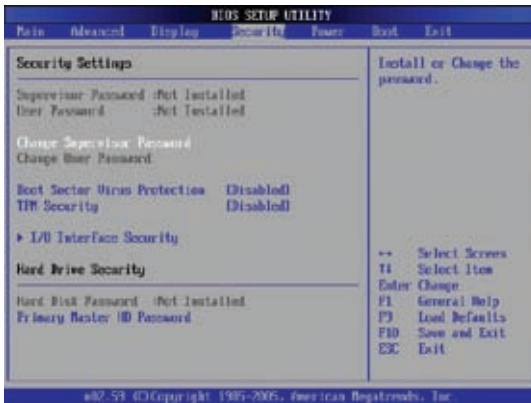 BIOS SETUP UTILITY
Main Advanced Display Security Power Boot Exit
Security Settings
Supervisor Password :Not Installed
User Password :Not Installed
Change Supervisor Password
Change User Password
Boot Sector Virus Protection [Disabled]
TPM Security [Disabled]
I/O Interface Security
Hard Drive Security
Hard Disk Password :Not Installed
Primary Master HD Password
Install or Change the
password.
Select Screen
Select Item
Enter Change
F1 General Help
F9 Load Defaults
F10 Save and Exit
ESC Exit
v02.59 (C)Copyright 1985-2005, American Megatrends, Inc.